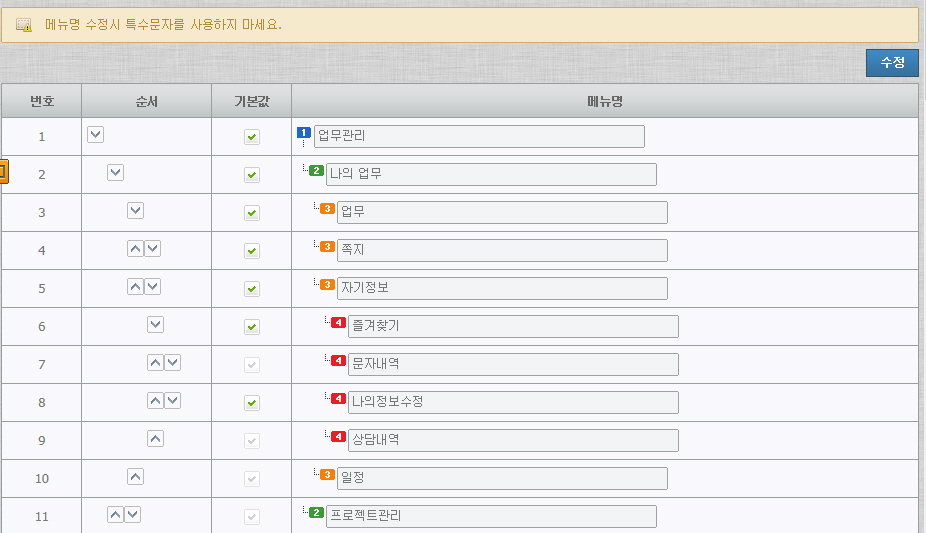 메뉴명 수정시 특수문자를 사용하지 마세요.
수정
번호 순서 기본값 메뉴명
1 1 업무관리
2 2 나의 업무
3 3 업무
4 3 쪽지
5 3 자기정보
6 4 즐겨찾기
7 4 문자내역
8 4 나의정보수정
9 4 상담내역
10 3 일정
11 2 프로젝트관리